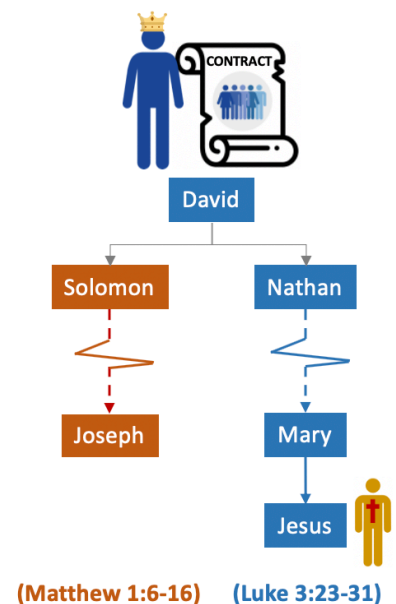 CONTRACT
David
Solomon
Nathan
Joseph
Mary
Jesus
(Matthew 1:6-16)
(Luke 3:23-31)